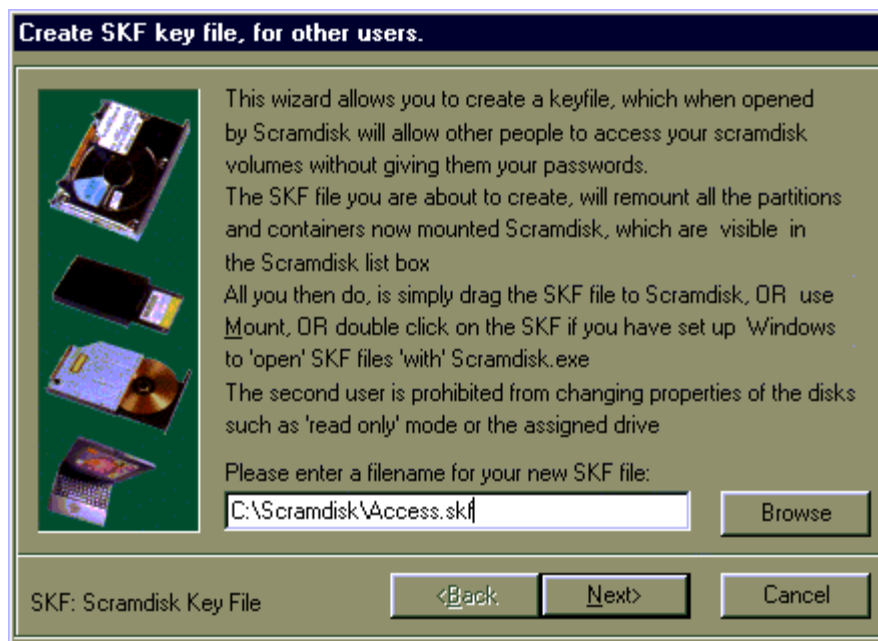 Create SKF key file, for other users.
This wizard allows you to create a keyfile, which when opened
by Scramdisk will allow other people to access your scramdisk
volumes without giving them your passwords.
The SKF file you are about to create, will remount all the partitions
and containers now mounted Scramdisk, which are visible in
the Scramdisk list box
All you then do, is simply drag the SKF file to Scramdisk, OR use
Mount, OR double click on the SKF if you have set up Windows
to 'open' SKF files 'with' Scramdisk.exe
The second user is prohibited from changing properties of the disks
such as 'read only' mode or the assigned drive
Please enter a filename for your new SKF file:
C:\Scramdisk\Access.skf
Browse
SKF: Scramdisk Key File
<Back
Next>
Cancel